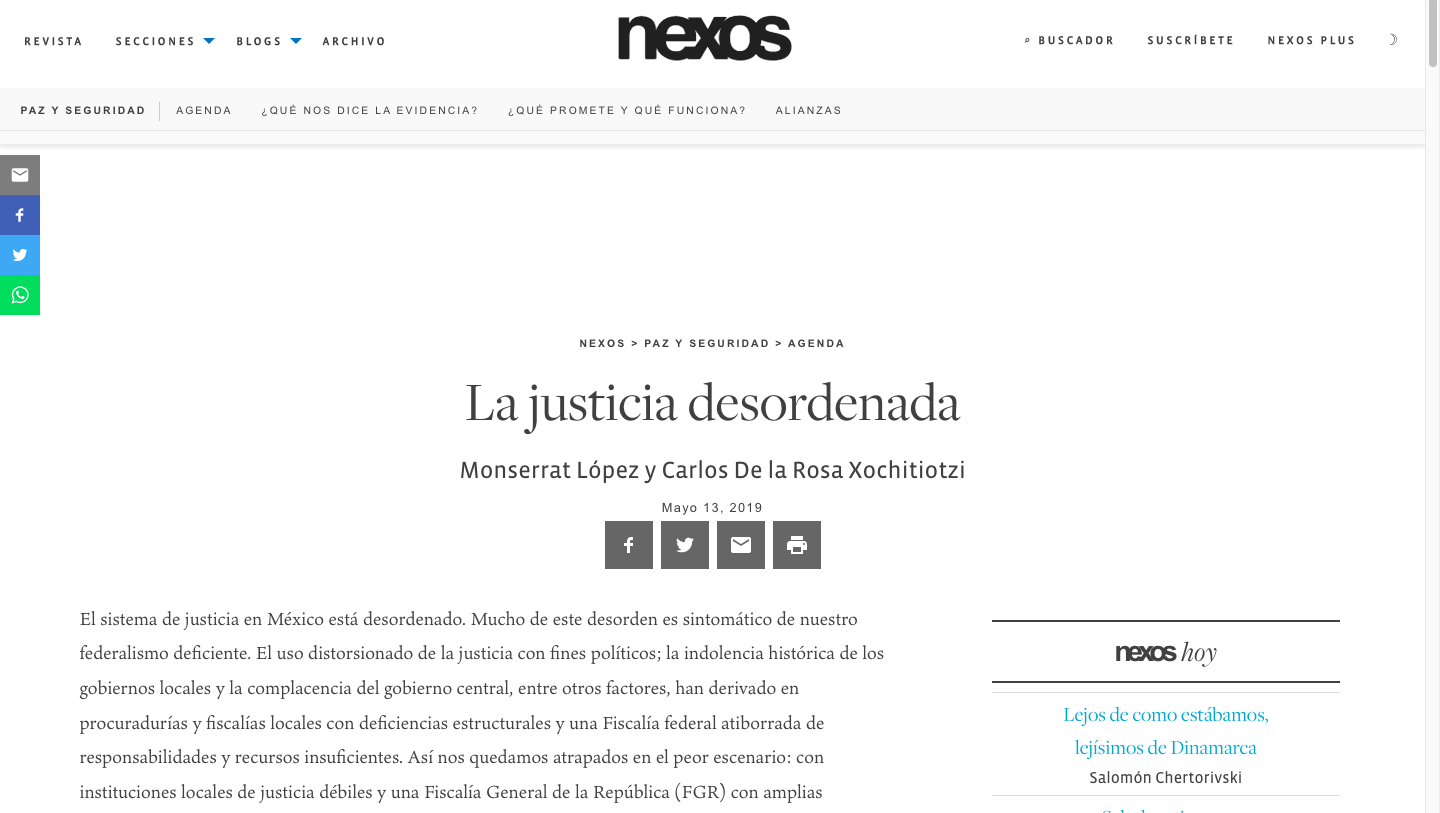 REVISTA
SECCIONES
BLOGS
ARCHIVO
nexos
BUSCADOR
SUSCRÍBETE
NEXOS PLUS
PAZ Y SEGURIDAD
AGENDA
¿QUÉ NOS DICE LA EVIDENCIA?
¿QUÉ PROMETE Y QUÉ FUNCIONA?
ALIANZAS
NEXOS > PAZ Y SEGURIDAD > AGENDA
La justicia desordenada
Monserrat López y Carlos De la Rosa Xochitiotzi
Mayo 13, 2019
El sistema de justicia en México está desordenado. Mucho de este desorden es sintomático de nuestro
federalismo deficiente. El uso distorsionado de la justicia con fines políticos; la indolencia histórica de los
gobiernos locales y la complacencia del gobierno central, entre otros factores, han derivado en
procuradurías y fiscalías locales con deficiencias estructurales y una Fiscalía federal atiborrada de
responsabilidades y recursos insuficientes. Así nos quedamos atrapados en el peor escenario: con
instituciones locales de justicia débiles y una Fiscalía General de la República (FGR) con amplias
nexos hoy
Lejos de como estábamos,
lejísimos de Dinamarca
Salomón Chertorivski